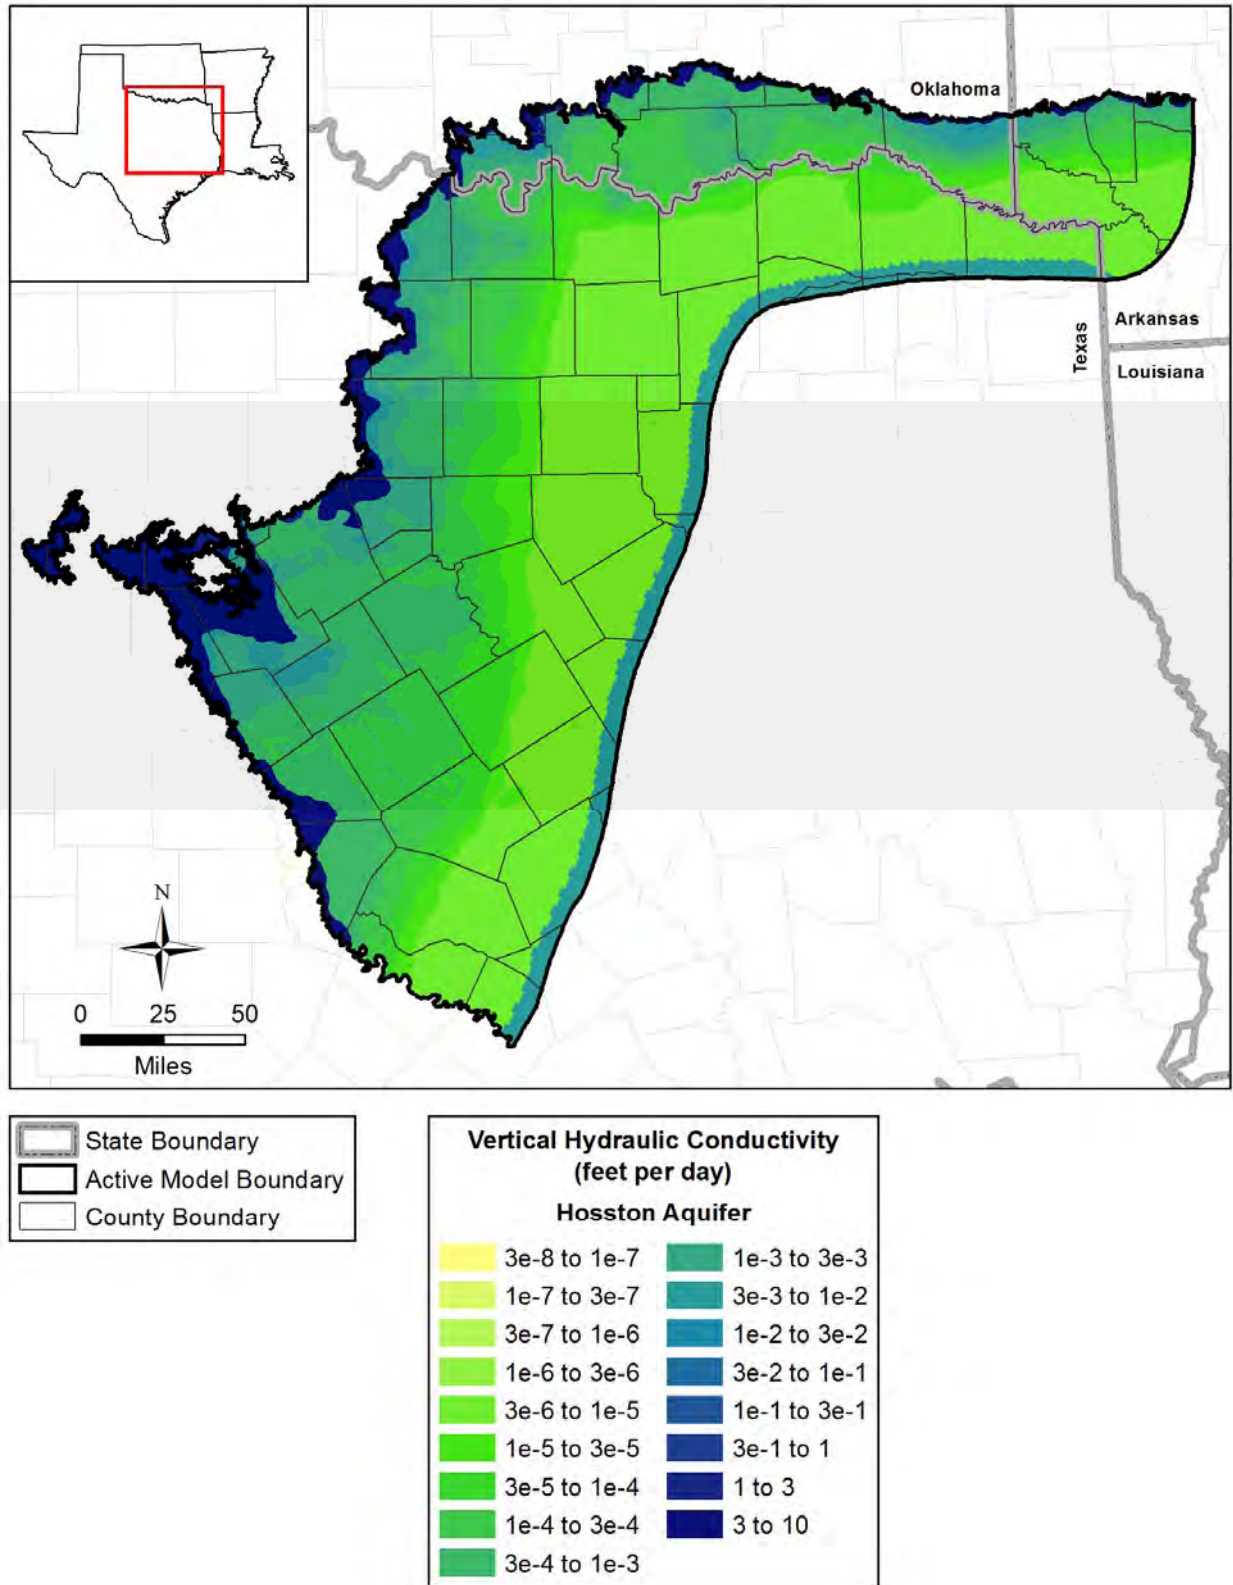 Oklahoma
Texas
Arkansas
Louisiana
N
0 25 50
Miles
State Boundary
Active Model Boundary
County Boundary
Vertical Hydraulic Conductivity
(feet per day)
Hosston Aquifer
3e-8 to 1e-7
1e-7 to 3e-7
3e-7 to 1e-6
1e-6 to 3e-6
3e-6 to 1e-5
1e-5 to 3e-5
3e-5 to 1e-4
1e-4 to 3e-4
3e-4 to 1e-3
1e-3 to 3e-3
3e-3 to 1e-2
1e-2 to 3e-2
3e-2 to 1e-1
1e-1 to 3e-1
3e-1 to 1
1 to 3
3 to 10